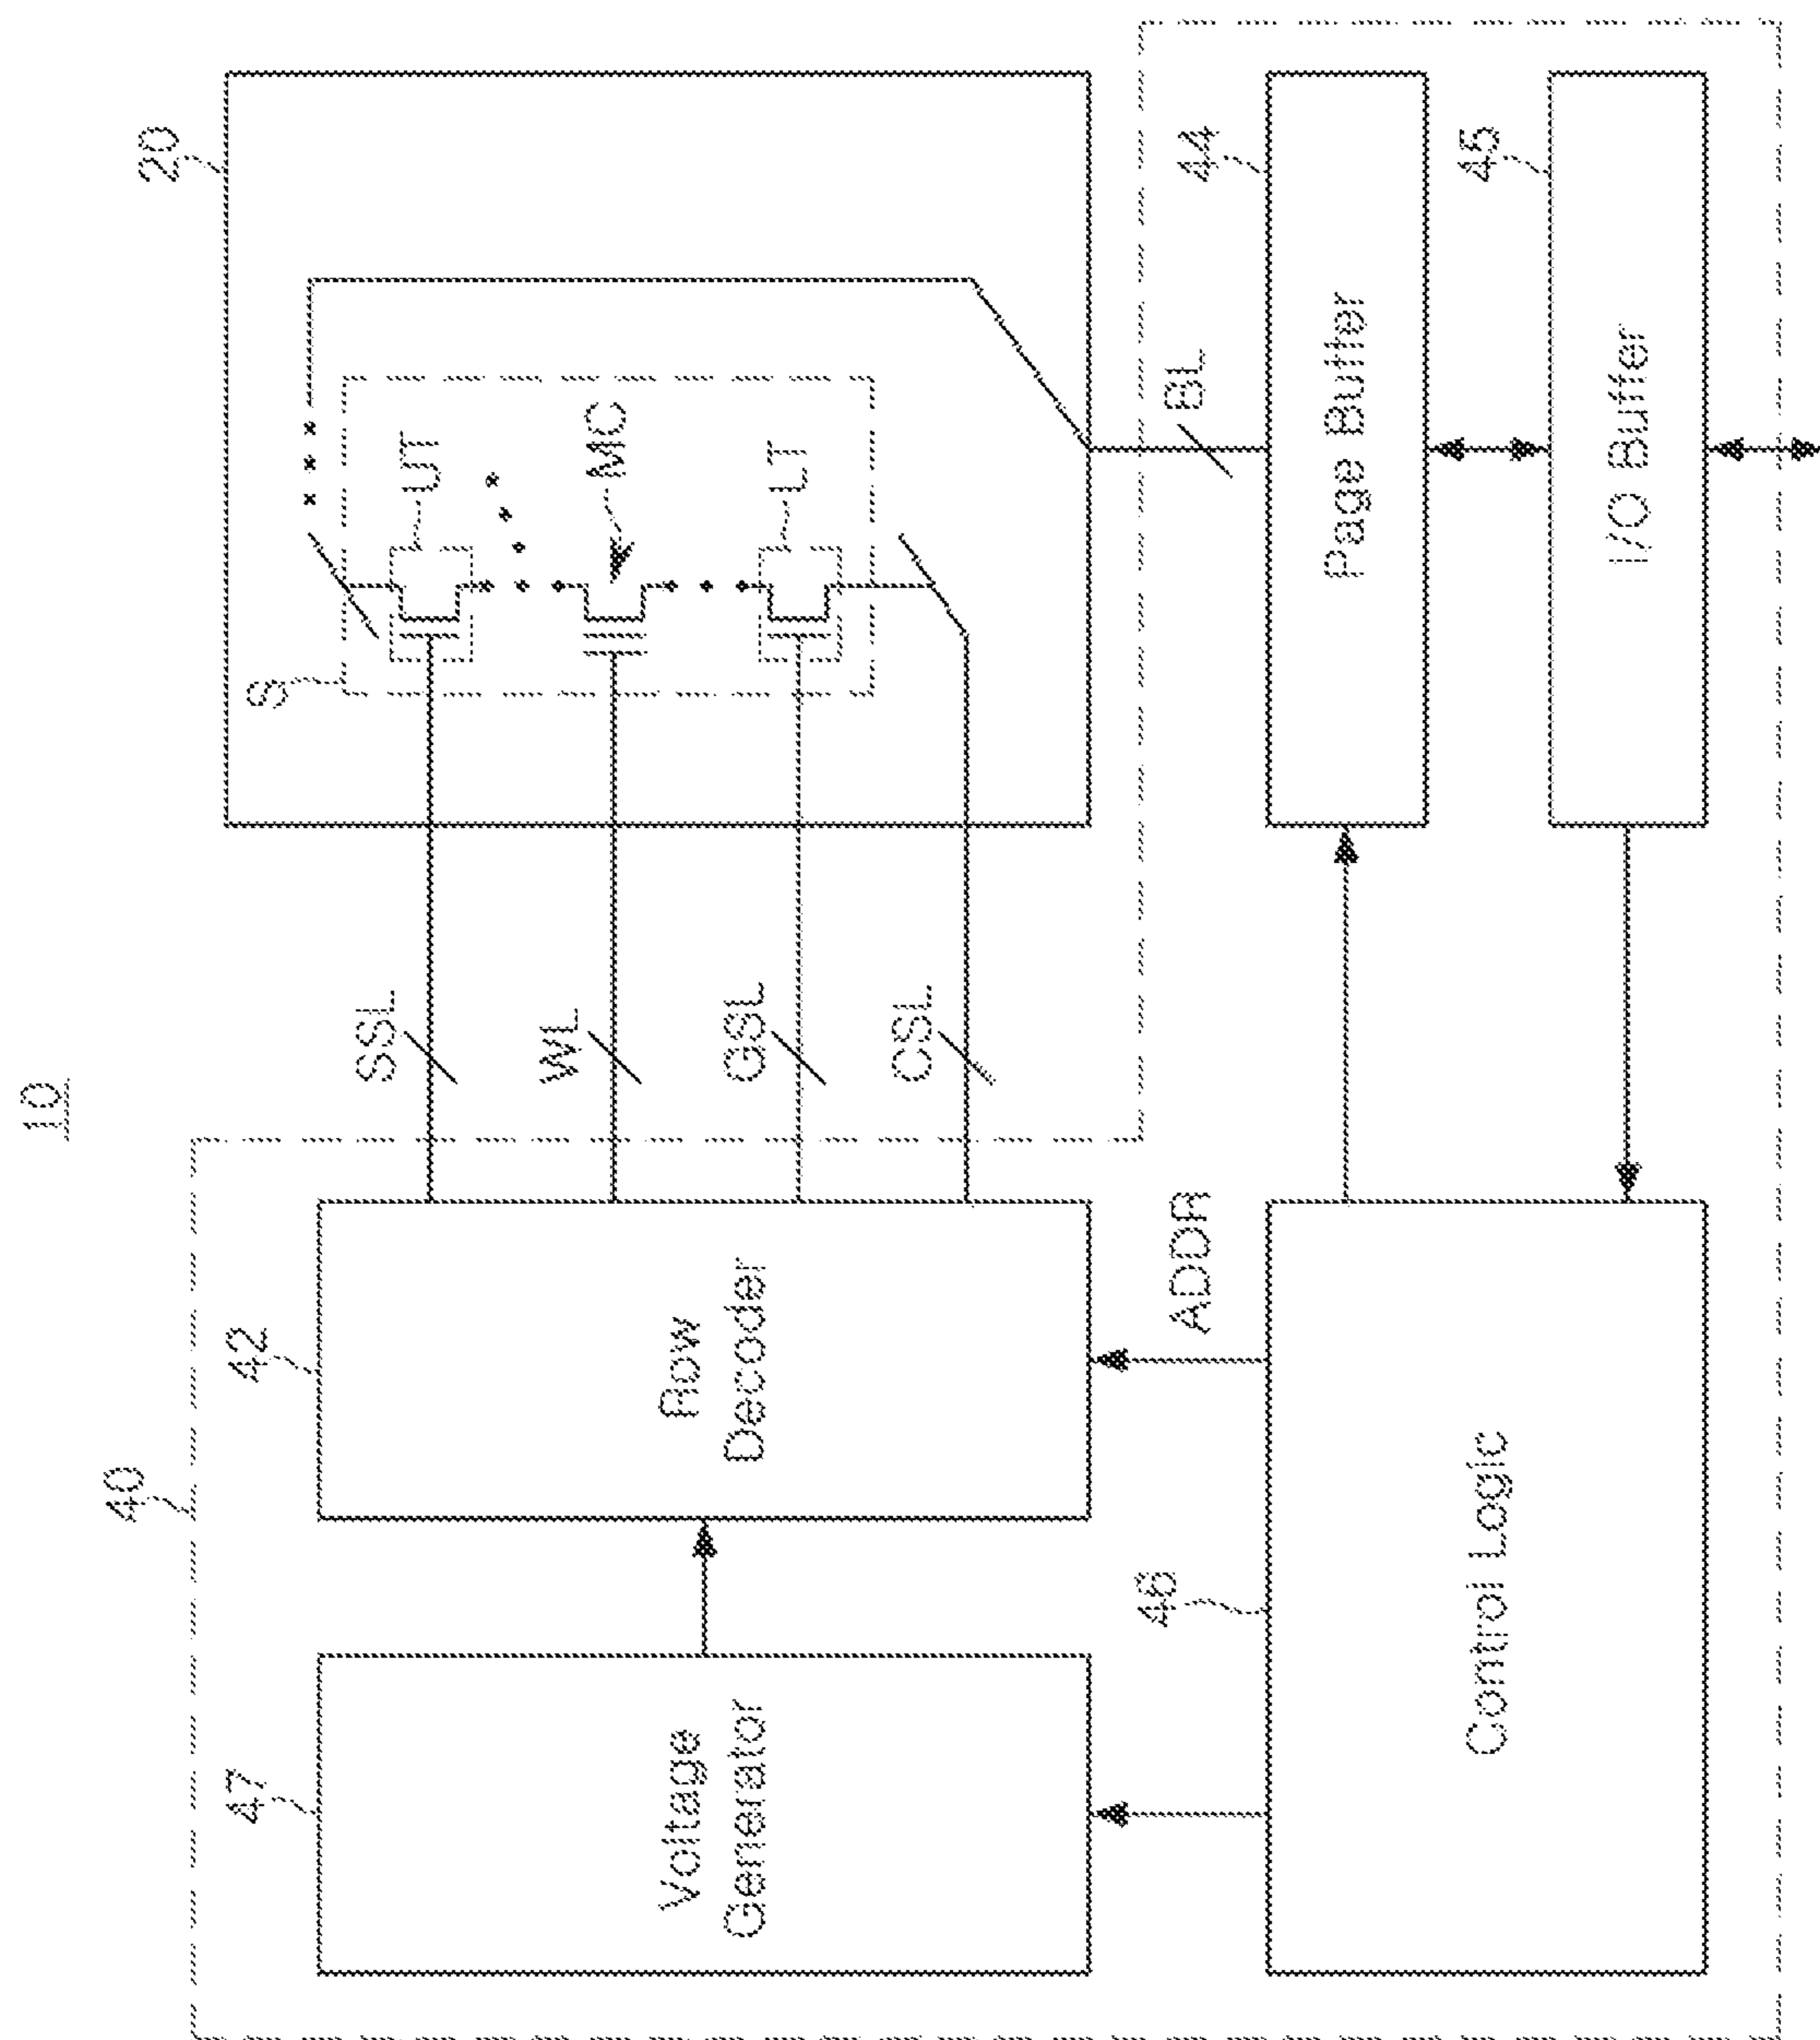 10
40
47
Voltage
Generator
42
Row
Decoder
SSL
WL
GSL
CSL
20
S
UT
MC
LT
ADDR
BL
46
Control Logic
44
Page Buffer
45
I/O Buffer